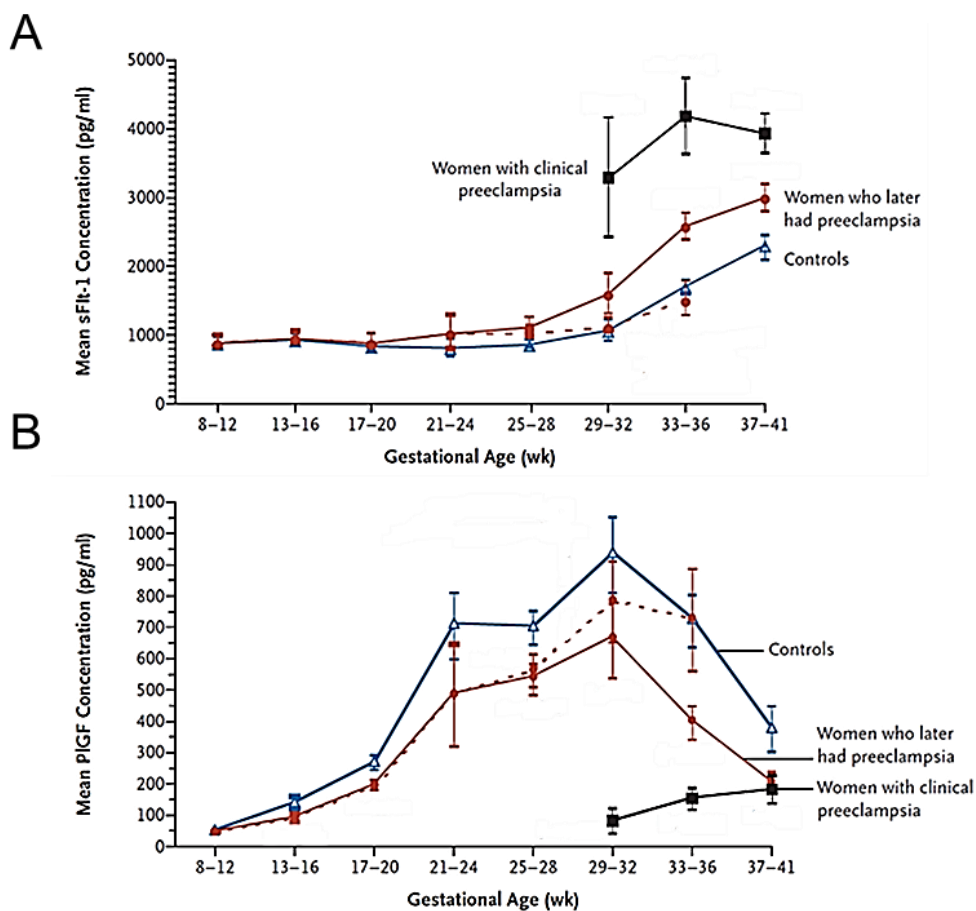 A
Mean sFlt-1 Concentration (pg/ml)
5000
4000
3000
2000
1000
0
Women with clinical
preeclampsia
Women who later
had preeclampsia
Controls
8–12 13–16 17–20 21–24 25–28 29–32 33–36 37–41
Gestational Age (wk)
B
Mean PlGF Concentration (pg/ml)
1100
1000
900
800
700
600
500
400
300
200
100
0
Controls
Women who later
had preeclampsia
Women with clinical
preeclampsia
8–12 13–16 17–20 21–24 25–28 29–32 33–36 37–41
Gestational Age (wk)